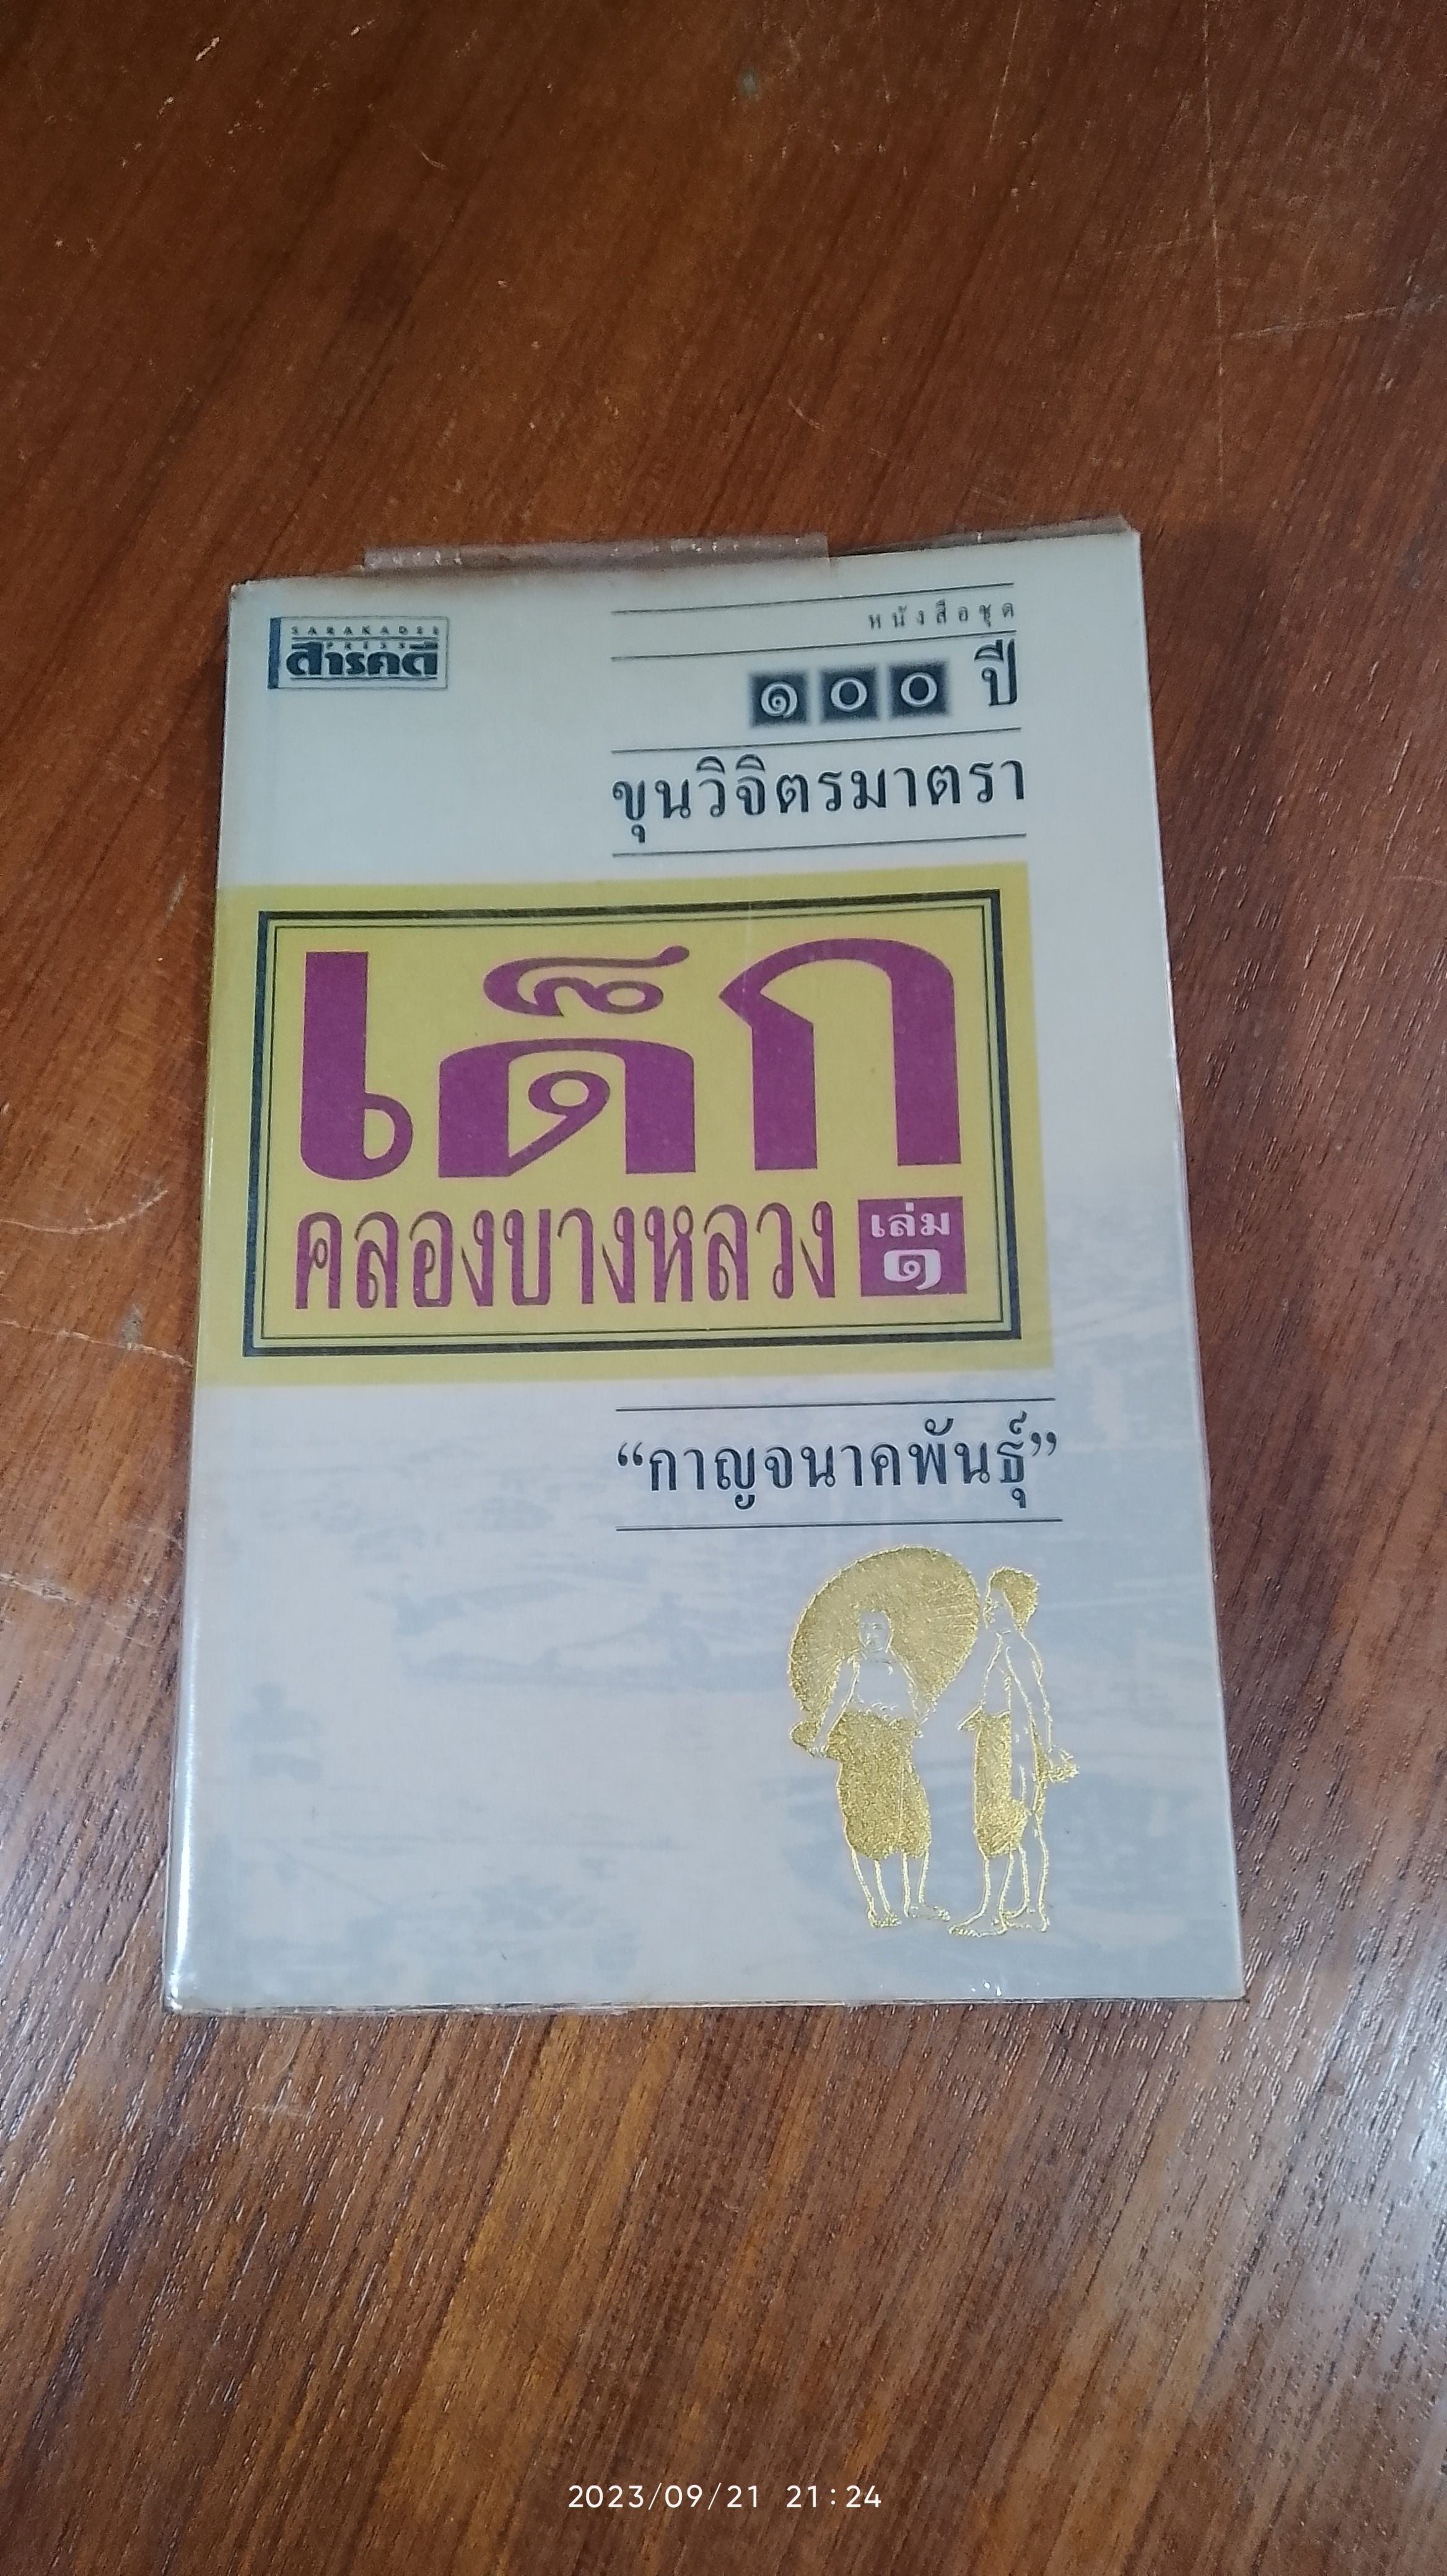 SARAKADEE
PRESS
สารคดี
หนังสือชุด
๑๐๐ ปี
ขุนวิจิตรมาตรา
เด็ก
คลองบางหลวง เล่ม
๑
“กาญจนาคพันธุ์”
2023/09/21 21:24